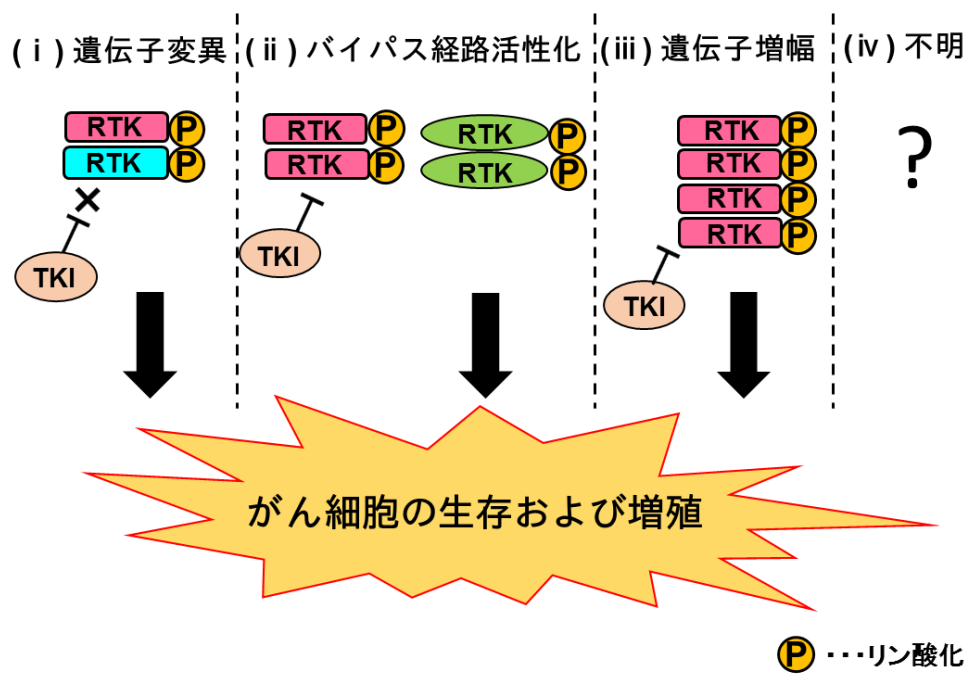 (ⅰ) 遺伝子変異
(ⅱ) バイパス経路活性化
(ⅲ) 遺伝子増幅
(ⅳ) 不明
RTK P
RTK P
TKI
RTK P
RTK P
RTK P
RTK P
TKI
RTK P
RTK P
RTK P
RTK P
TKI
?
がん細胞の生存および増殖
P ・・・リン酸化